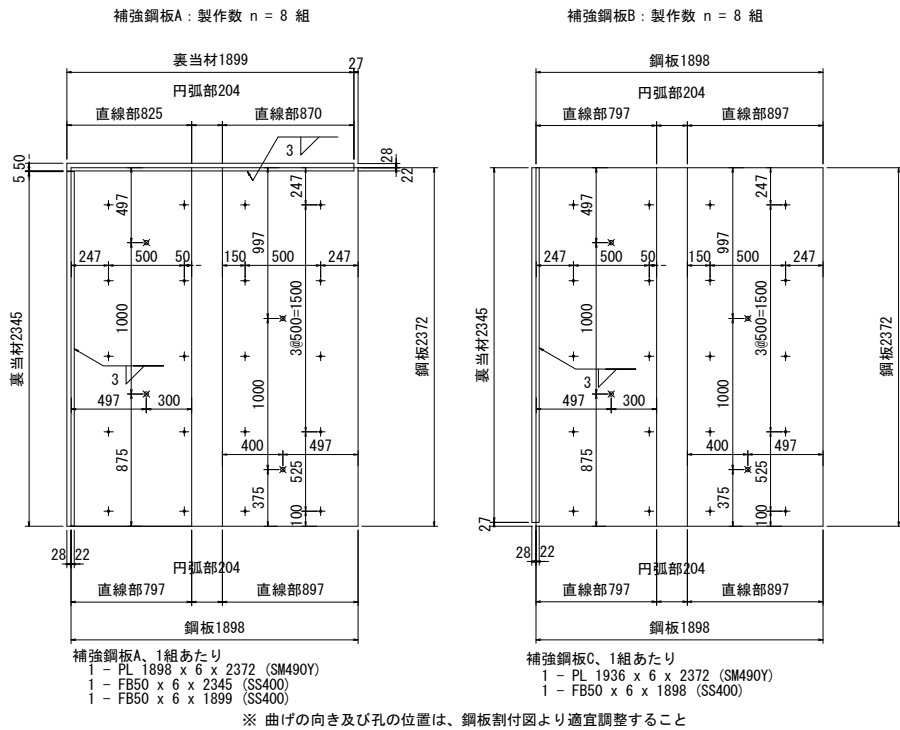 補強鋼板A：製作数 n = 8 組
裏当材1899
27
円弧部204
直線部825
直線部870
3
50
5
28
22
497
997
247
247
500
50
150
500
247
1000
3@500=1500
裏当材2345
鋼板2372
3
1000
497
300
400
497
875
375
525
100
28
22
円弧部204
直線部797
直線部897
鋼板1898
補強鋼板A、1組あたり
1 - PL 1898 x 6 x 2372 (SM490Y)
1 - FB50 x 6 x 2345 (SS400)
1 - FB50 x 6 x 1899 (SS400)
補強鋼板B：製作数 n = 8 組
鋼板1898
円弧部204
直線部797
直線部897
497
997
247
247
500
50
150
500
247
1000
3@500=1500
裏当材2345
鋼板2372
3
1000
497
300
400
497
875
375
525
100
27
28
22
円弧部204
直線部797
直線部897
鋼板1898
補強鋼板C、1組あたり
1 - PL 1936 x 6 x 2372 (SM490Y)
1 - FB50 x 6 x 1898 (SS400)
※ 曲げの向き及び孔の位置は、鋼板割付図より適宜調整すること